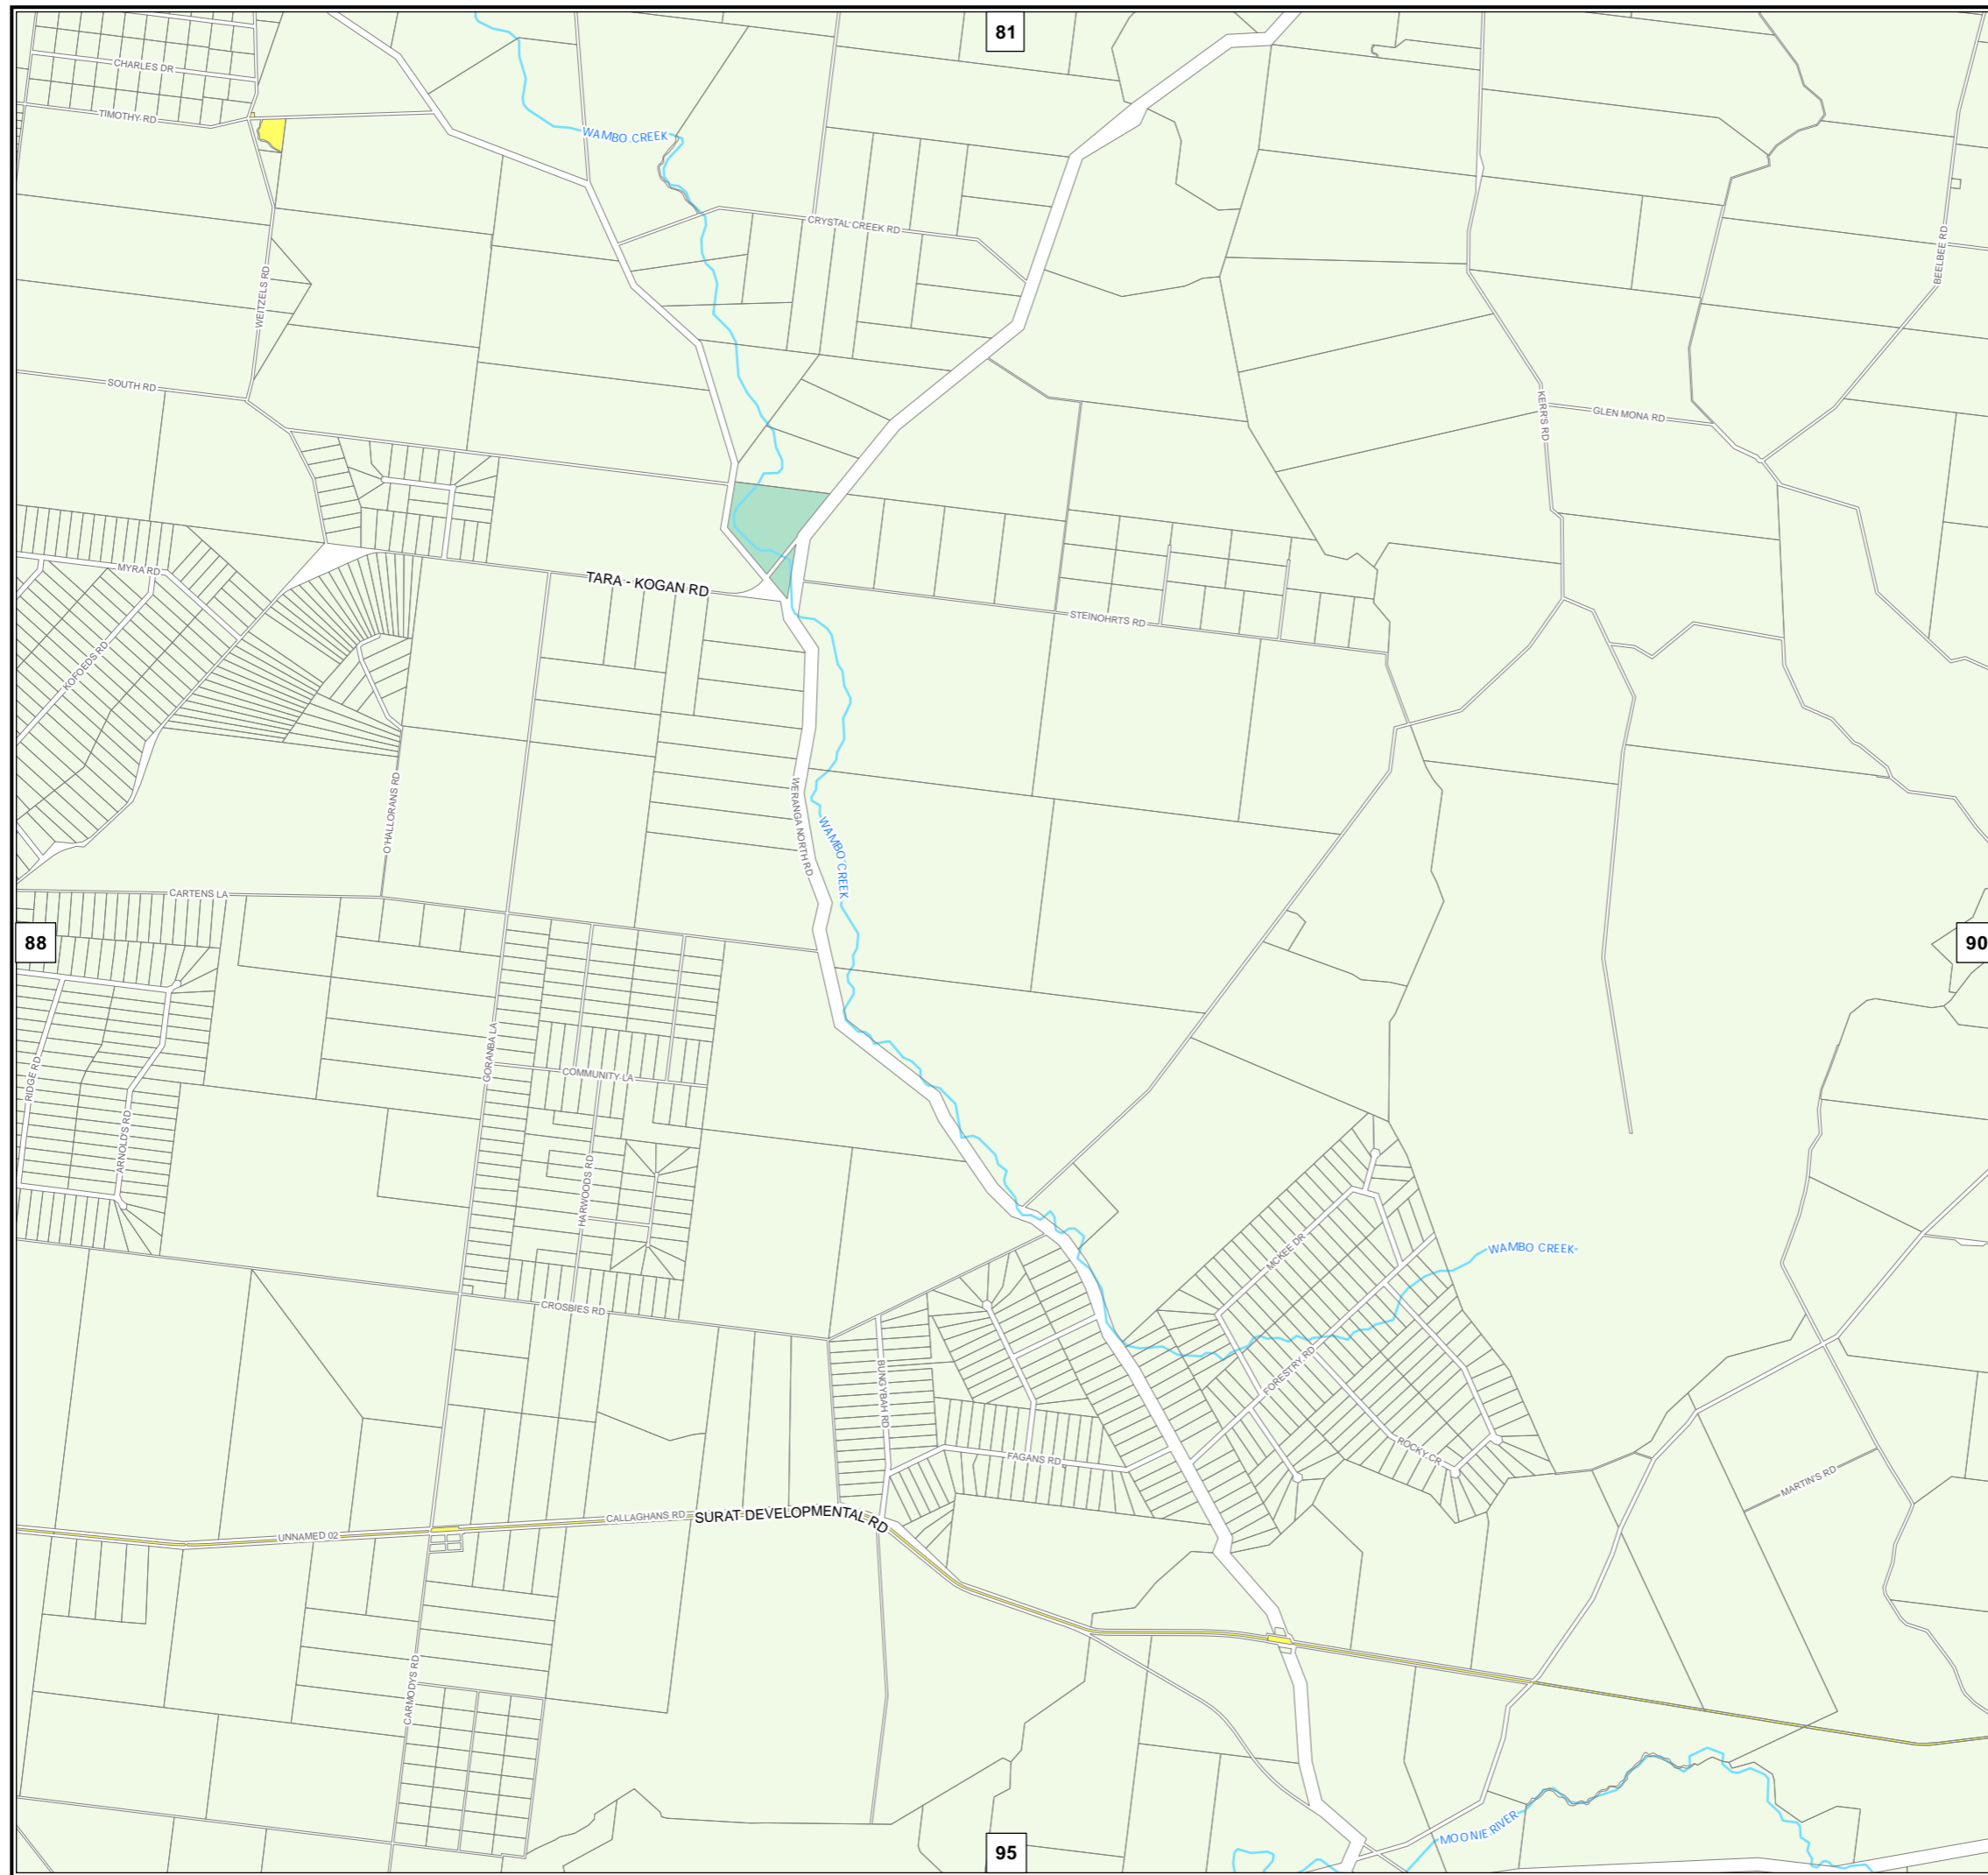 81
CHARLES DR
TIMOTHY RD
WAMBO CREEK
CRYSTAL CREEK RD
BEELBEE RD
WEITZELS RD
SOUTH RD
KERRS RD
GLEN MONA RD
MYRA RD
TARA - KOGAN RD
STEINOHRTS RD
KOFOEDS RD
O'HALLORANS RD
WERANGA NORTH RD
WAMBO CREEK
CARTENS LA
88
90
GORANBA LA
COMMUNITY LA
RIDGE RD
ARNOLDS RD
HARWOODS RD
MCKEE DR
WAMBO CREEK
CROSBIES RD
BUNGYBAH RD
FORESTRY RD
FAGANS RD
ROCKY CR
MARTIN'S RD
UNNAMED 02
CALLAGHANS RD
SURAT DEVELOPMENTAL RD
CARMODYS RD
MOONIE RIVER
95